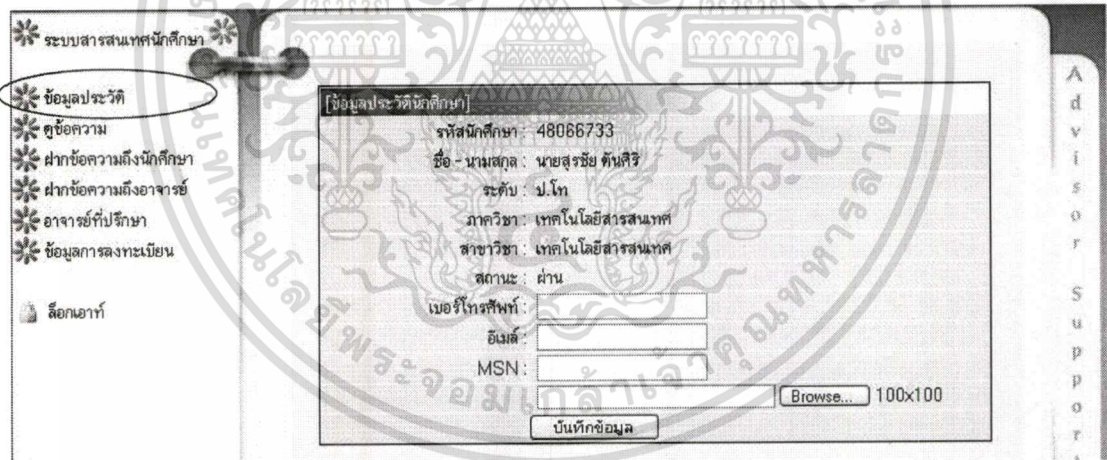 ระบบสารสนเทศนักศึกษา
ข้อมูลประวัติ
ดูข้อความ
ฝากข้อความถึงนักศึกษา
ฝากข้อความถึงอาจารย์
อาจารย์ที่ปรึกษา
ข้อมูลการลงทะเบียน
ล็อกเอาท์
[ข้อมูลประวัตินักศึกษา]
รหัสนักศึกษา : 48066733
ชื่อ - นามสกุล : นายสุรชัย ตันศิริ
ระดับ : ป.โท
ภาควิชา : เทคโนโลยีสารสนเทศ
สาขาวิชา : เทคโนโลยีสารสนเทศ
สถานะ : ผ่าน
เบอร์โทรศัพท์ :
อีเมล์ :
MSN :
Browse... 100x100
บันทึกข้อมูล
Advisor Suppor